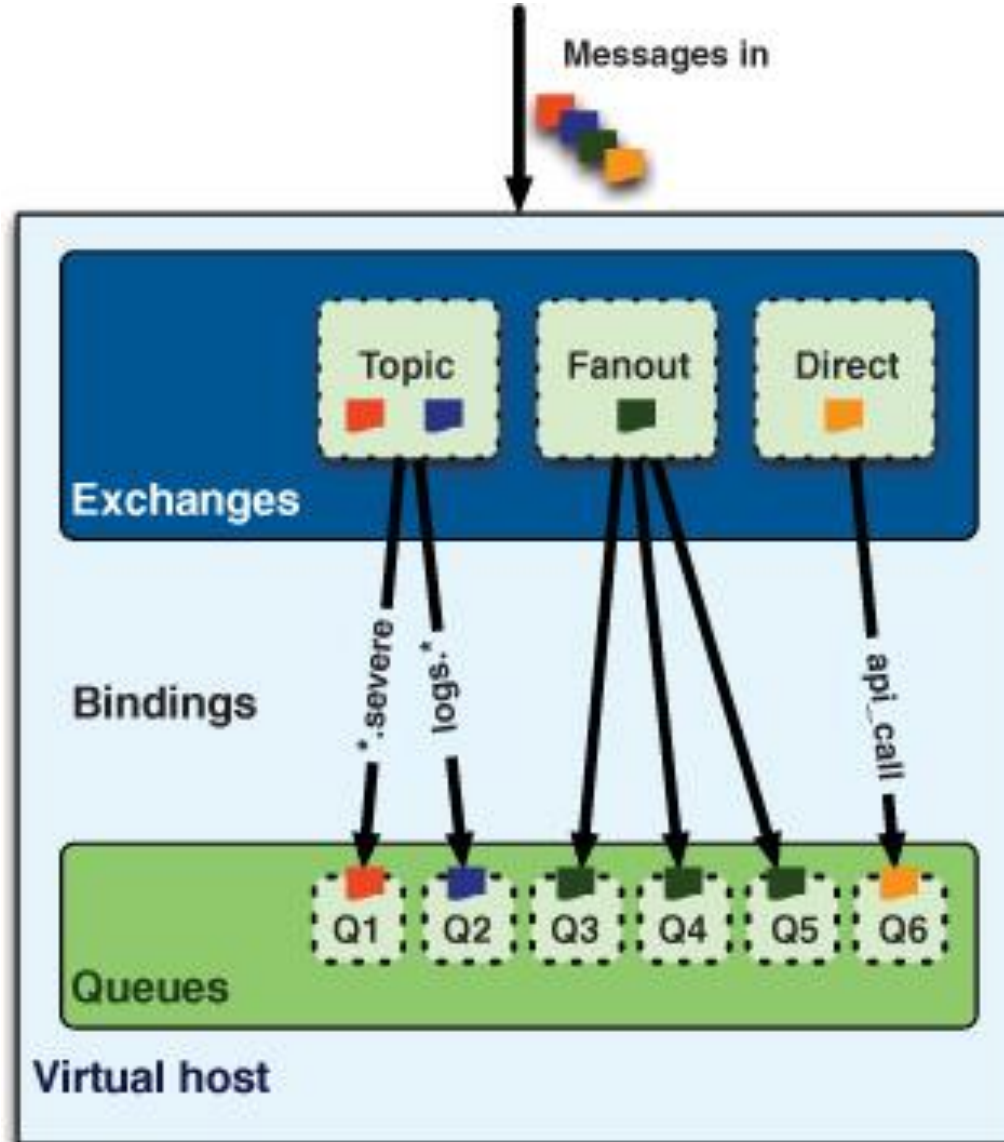 Messages in
Topic
Fanout
Direct
Exchanges
*.severe
logs.*
api_call
Bindings
Q1
Q2
Q3
Q4
Q5
Q6
Queues
Virtual host